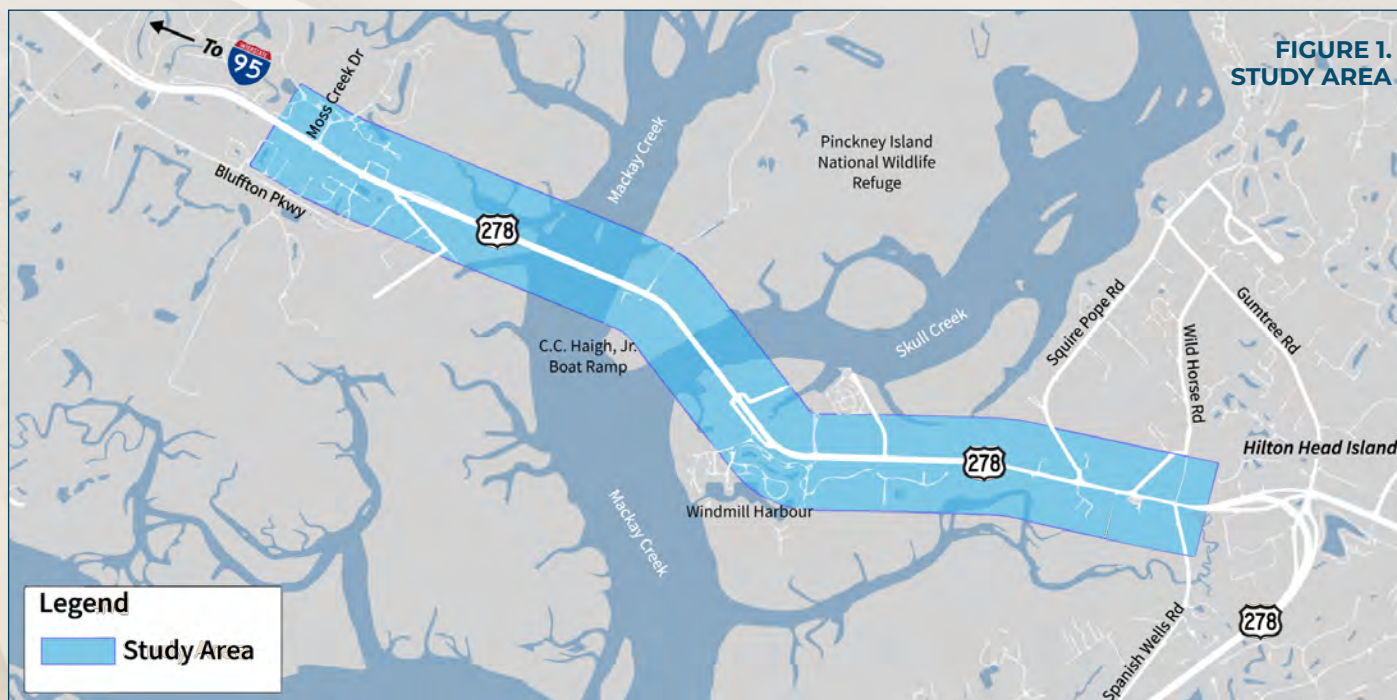 FIGURE 1.
STUDY AREA
To
INTERSTATE
95
Moss Creek Dr
Bluffton Pkwy
278
Mackay Creek
Pinckney Island
National Wildlife
Refuge
C.C. Haigh, Jr.
Boat Ramp
Skull Creek
Squire Pope Rd
Wild Horse Rd
Gumtree Rd
Hilton Head Island
278
Windmill Harbour
Mackay Creek
Spanish Wells Rd
278
Legend
Study Area